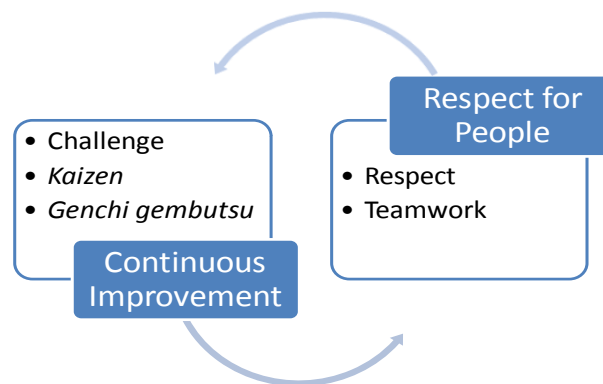 • Challenge
• Kaizen
• Genchi gembutsu
Continuous
Improvement
Respect for
People
• Respect
• Teamwork